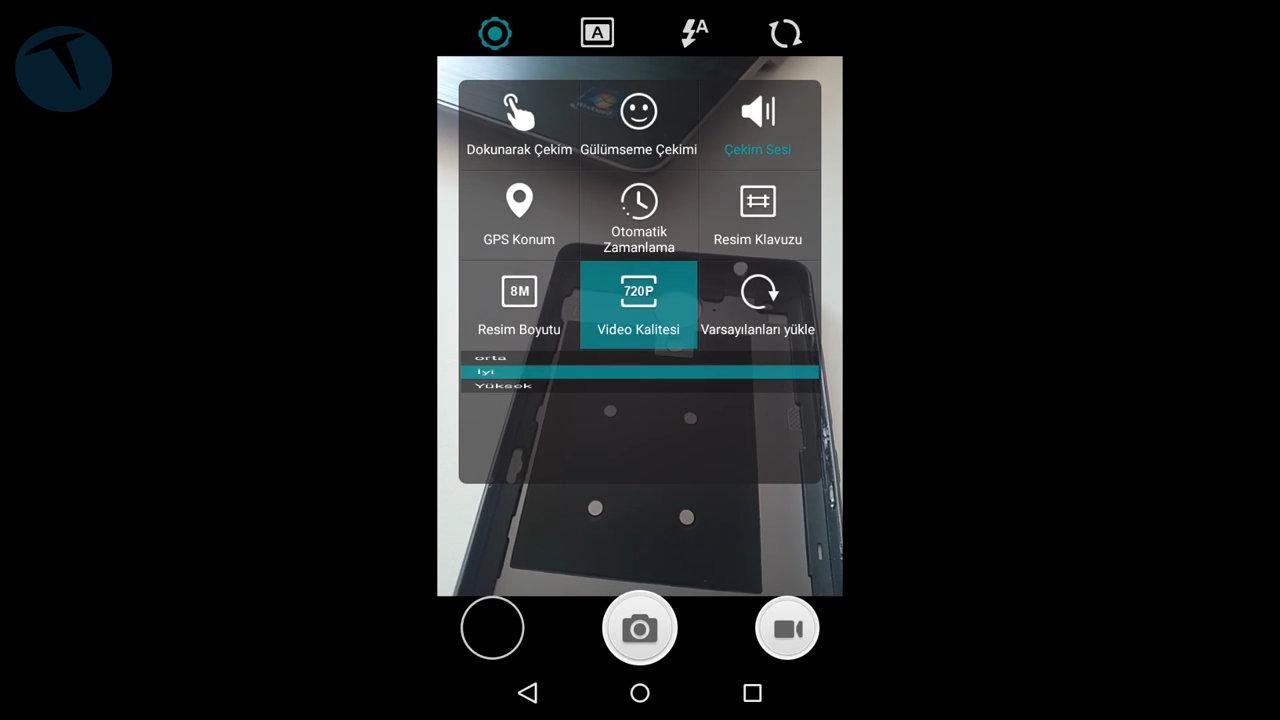 A
A
Dokunarak Çekim
Gülümseme Çekimi
Çekim Sesi
GPS Konum
Otomatik
Zamanlama
Resim Klavuzu
8M
720P
Resim Boyutu
Video Kalitesi
Varsayılanları yükle
orta
İyi
Yüksek